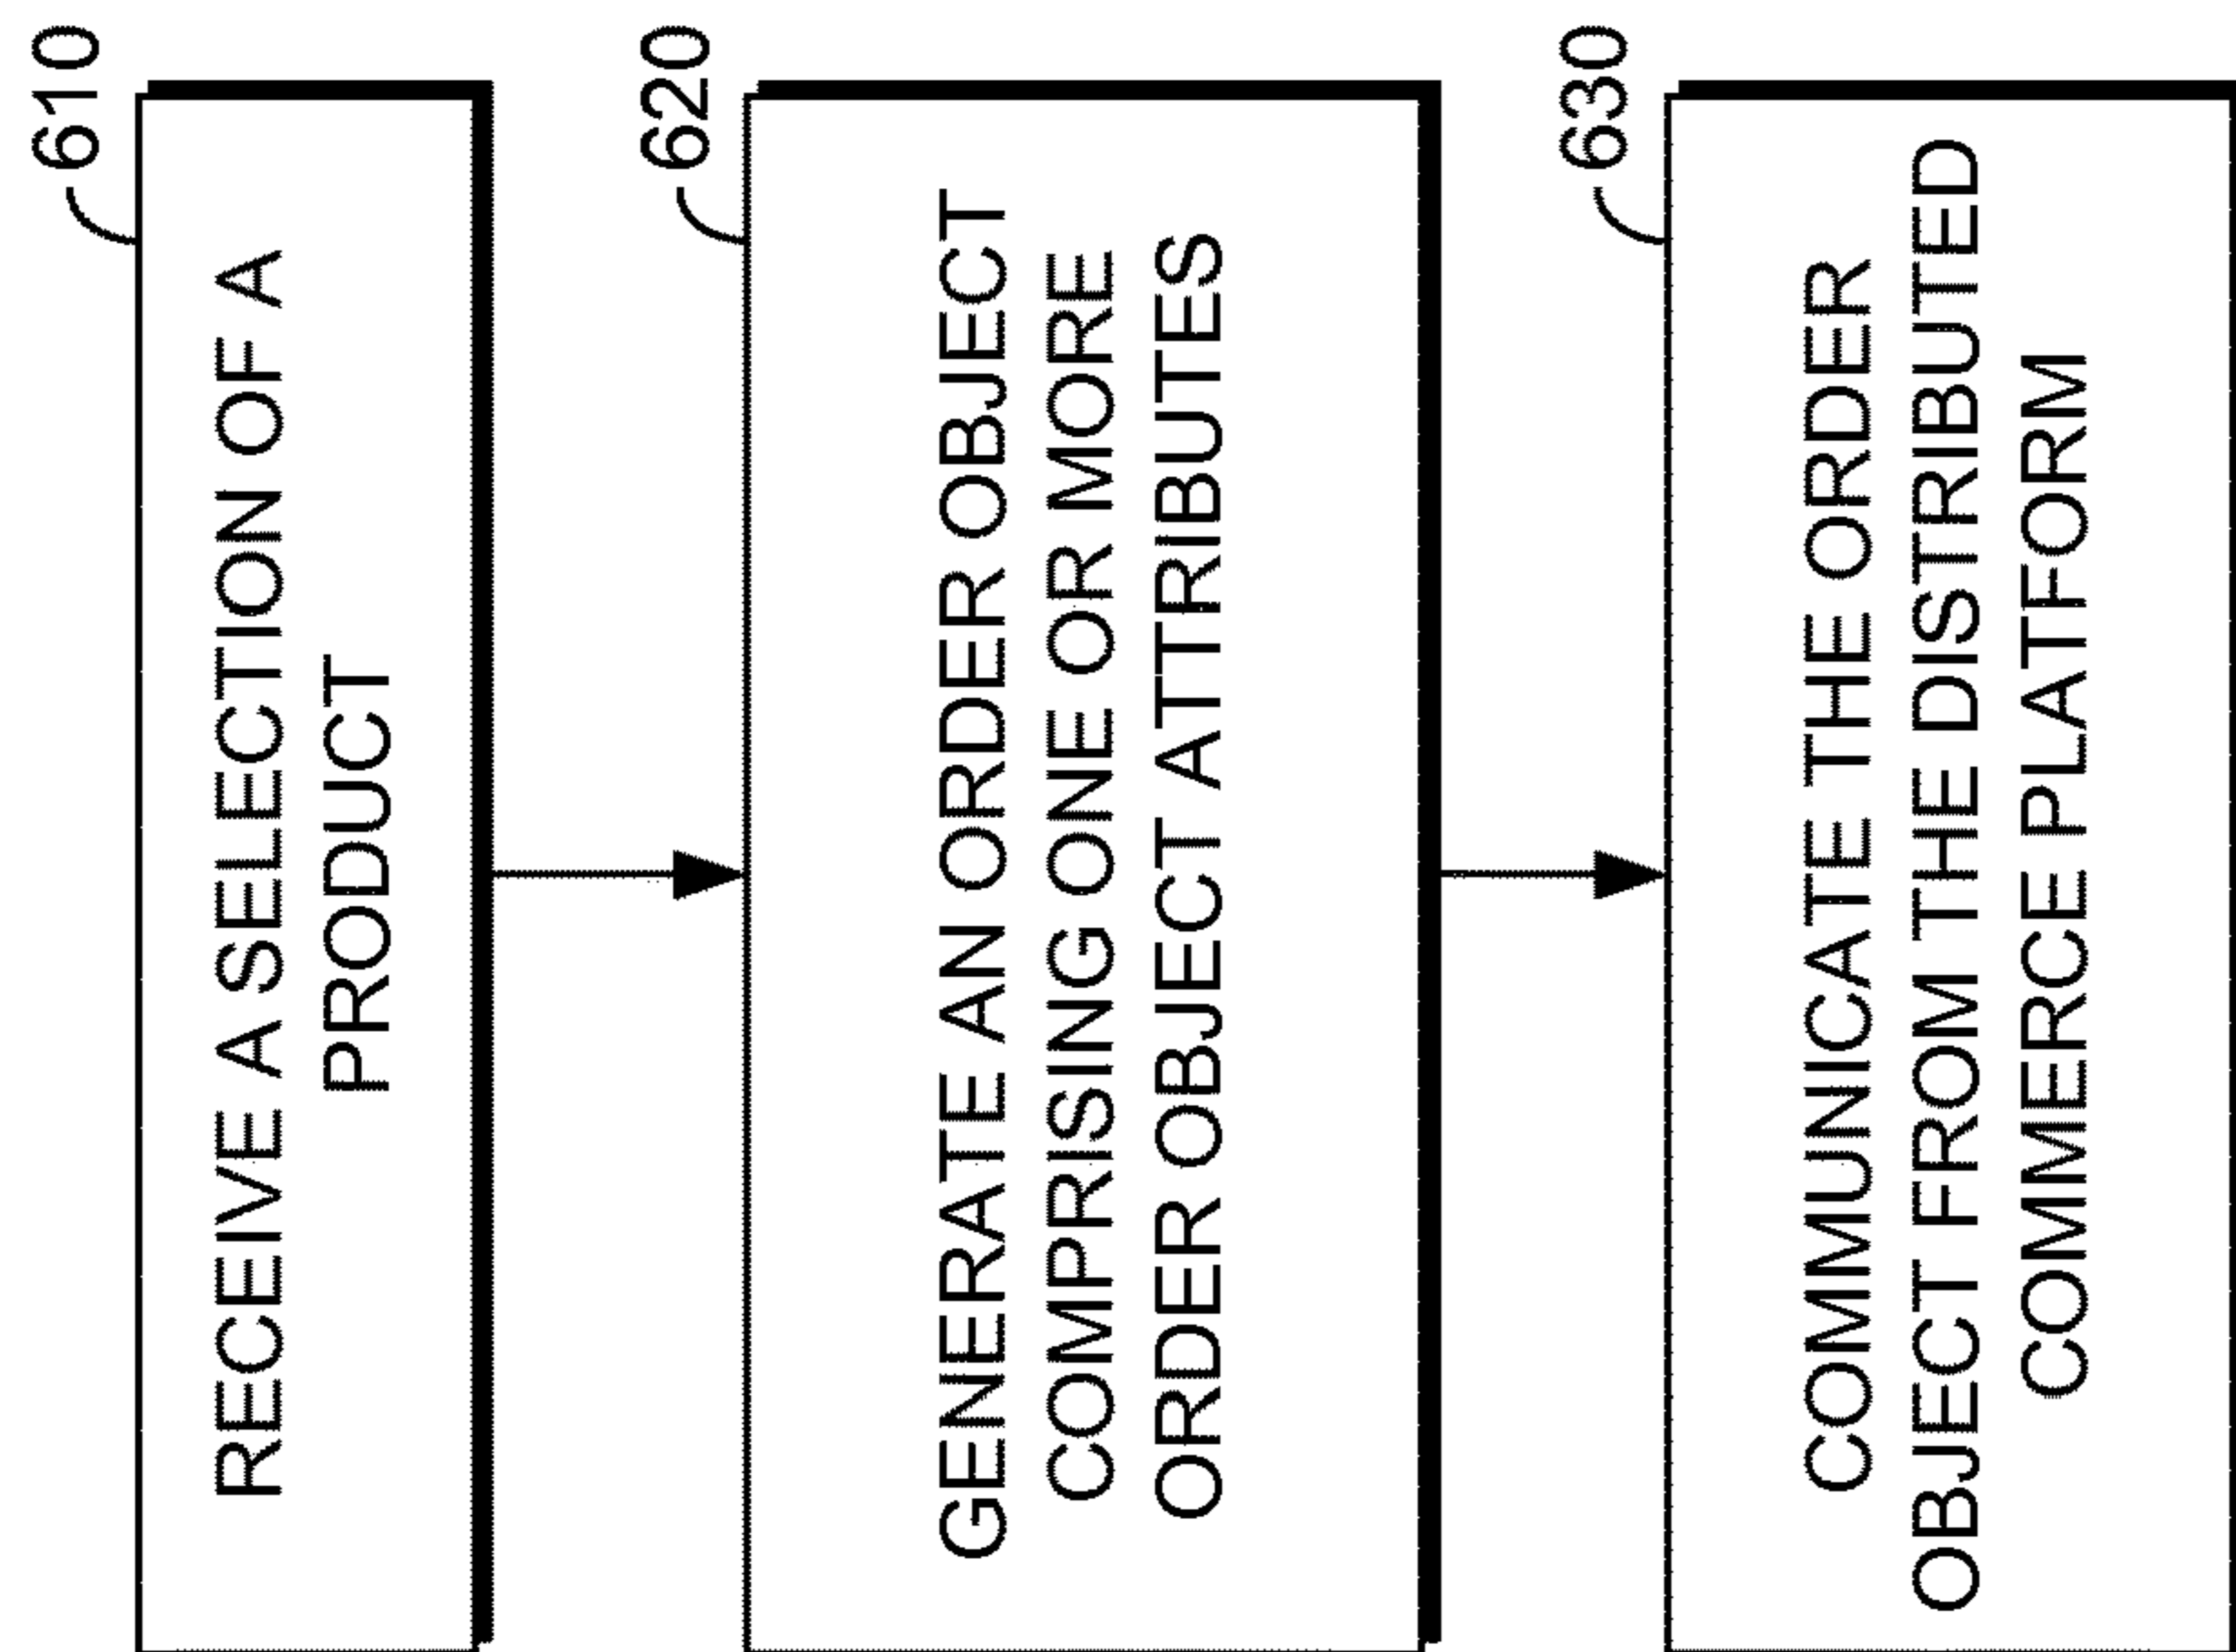 610
RECEIVE A SELECTION OF A
PRODUCT
620
GENERATE AN ORDER OBJECT
COMPRISING ONE OR MORE
ORDER OBJECT ATTRIBUTES
630
COMMUNICATE THE ORDER
OBJECT FROM THE DISTRIBUTED
COMMERCE PLATFORM